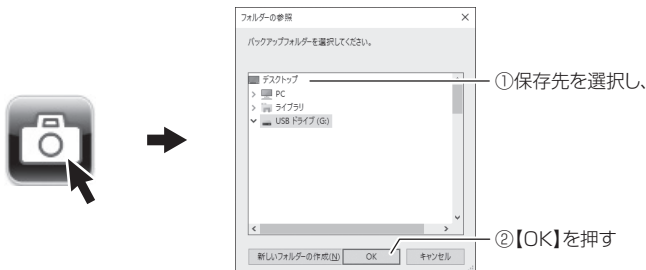 フォルダーの参照
バックアップフォルダーを選択してください。
デスクトップ
PC
ライブラリ
USB ドライブ (G:)
新しいフォルダーの作成(N)
OK
キャンセル
①保存先を選択し、
②【OK】を押す